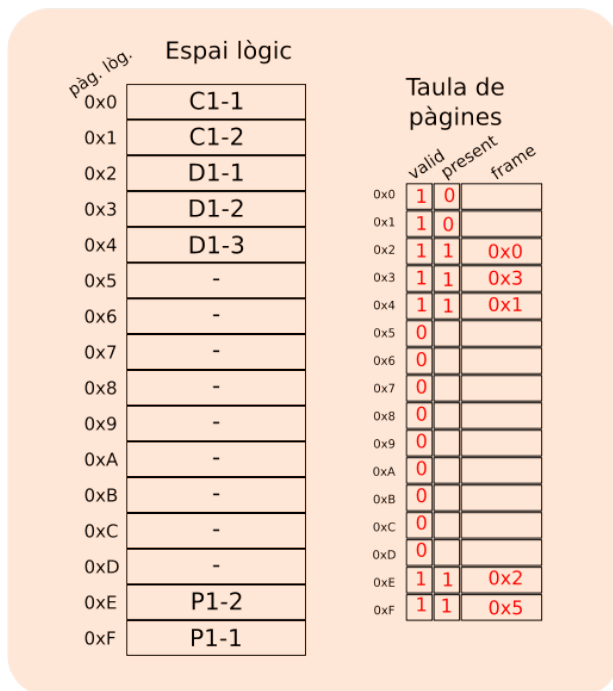 Espai lògic
pàg. lòg.
0x0 C1-1
0x1 C1-2
0x2 D1-1
0x3 D1-2
0x4 D1-3
0x5 -
0x6 -
0x7 -
0x8 -
0x9 -
0xA -
0xB -
0xC -
0xD -
0xE P1-2
0xF P1-1
Taula de
pàgines
valid present frame
0x0 1 0
0x1 1 0
0x2 1 1 0x0
0x3 1 1 0x3
0x4 1 1 0x1
0x5 0
0x6 0
0x7 0
0x8 0
0x9 0
0xA 0
0xB 0
0xC 0
0xD 0
0xE 1 1 0x2
0xF 1 1 0x5